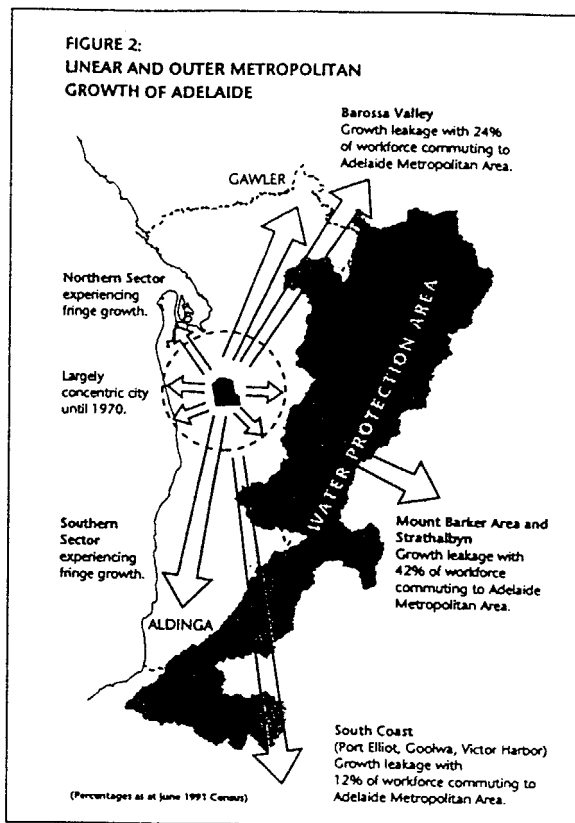 FIGURE 2:
LINEAR AND OUTER METROPOLITAN
GROWTH OF ADELAIDE
Barossa Valley
Growth leakage with 24%
of workforce commuting to
Adelaide Metropolitan Area.
GAWLER
Northern Sector
experiencing
fringe growth.
Largely
concentric city
until 1970.
WATER PROTECTION AREA
Southern
Sector
experiencing
fringe growth.
Mount Barker Area and
Strathalbyn
Growth leakage with
42% of workforce
commuting to Adelaide
Metropolitan Area.
ALDINGA
South Coast
(Port Elliot, Goolwa, Victor Harbor)
Growth leakage with
12% of workforce commuting to
Adelaide Metropolitan Area.
(Percentages as at June 1991 Census)